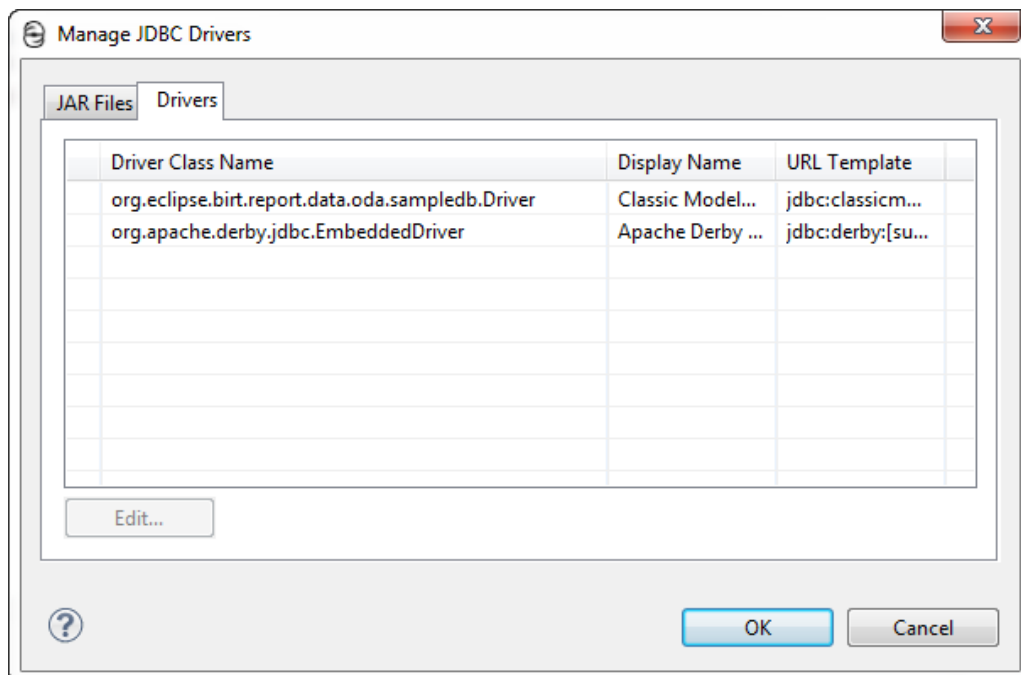 Manage JDBC Drivers
JAR Files Drivers
Driver Class Name Display Name URL Template
org.eclipse.birt.report.data.oda.sampledb.Driver Classic Model... jdbc:classicm...
org.apache.derby.jdbc.EmbeddedDriver Apache Derby ... jdbc:derby:[su...
Edit...
? OK Cancel